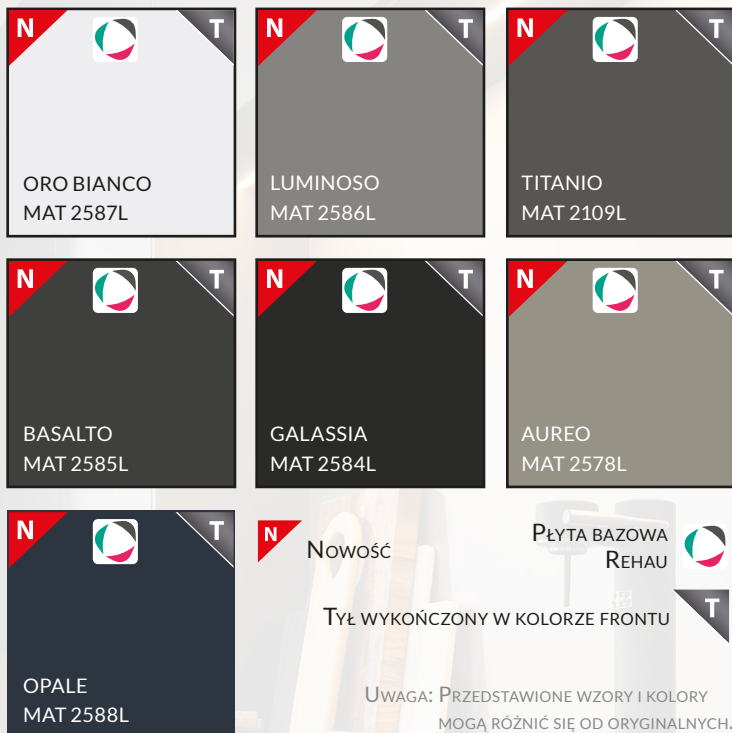 N T
ORO BIANCO
MAT 2587L
N T
LUMINOSO
MAT 2586L
N T
TITANIO
MAT 2109L
N T
BASALTO
MAT 2585L
N T
GALASSIA
MAT 2584L
N T
AUREO
MAT 2578L
N T
OPALE
MAT 2588L
N Nowość
Płyta bazowa
Rehau
Tył wykończony w kolorze frontu T
Uwaga: Przedstawione wzory i kolory
mogą różnić się od oryginalnych.